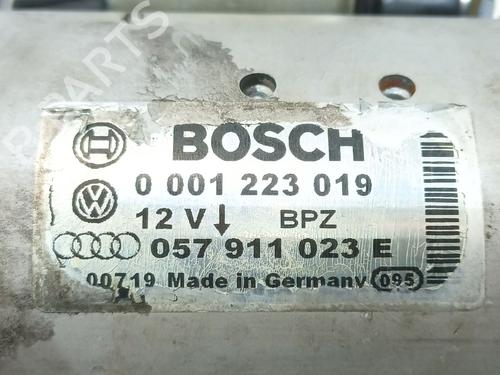 BOSCH
0 001 223 019
12 V↓ BPZ
057 911 023 E
00719 Made in Germany 095